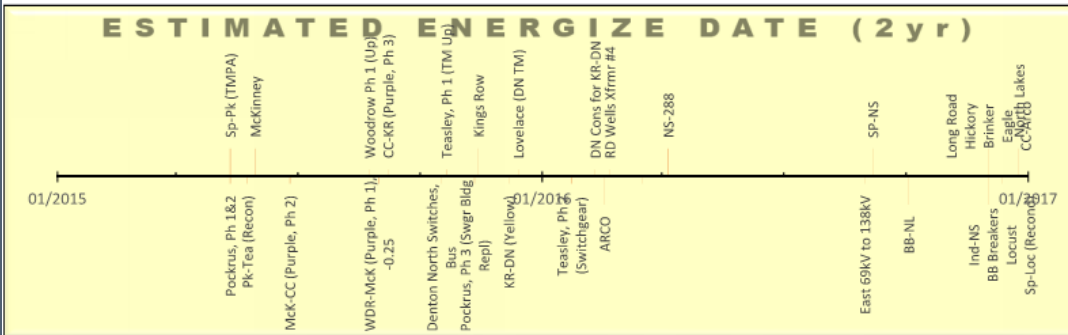 ESTIMATED ENERGIZE DATE (2yr)
Sp-Pk (TMPA)
McKinney
Woodrow Ph 1 (Up)
CC-KR (Purple, Ph 3)
Teasley, Ph 1 (TM Up)
Kings Row
Lovelace (DN TM)
DN Cons for KR-DN
RD Wells Xfrmr #4
NS-288
SP-NS
Long Road
Hickory
Brinker
Eagle
North Lakes
CC-Arco
01/2015
01/2016
01/2017
Pockrus, Ph 1&2
Pk-Tea (Recon)
McK-CC (Purple, Ph 2)
WDR-McK (Purple, Ph 1),
-0.25
Denton North Switches,
Bus
Pockrus, Ph 3 (Swgr Bldg
Repl)
KR-DN (Yellow)
Teasley, Ph 2
(Switchgear)
ARCO
East 69kV to 138kV
BB-NL
Ind-NS
BB Breakers
Locust
Sp-Loc (Recond)